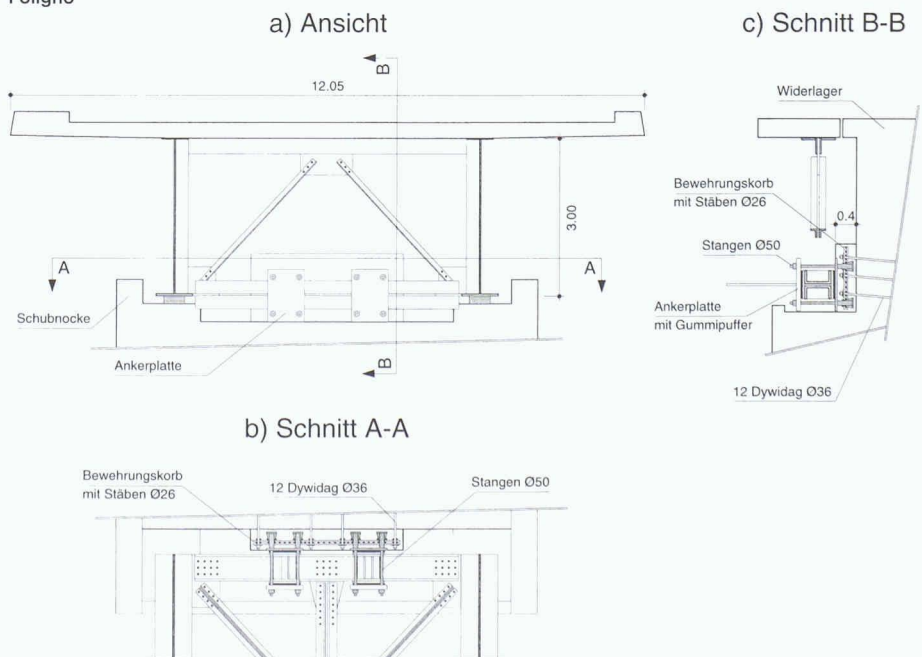 Foligno
a) Ansicht
c) Schnitt B-B
B
12.05
Widerlager
Bewehrungskorb
mit Stäben Ø26
3.00
0.4
A
A
Stangen Ø50
Schubnocke
Ankerplatte
mit Gummipuffer
Ankerplatte
B
12 Dywidag Ø36
b) Schnitt A-A
Bewehrungskorb
mit Stäben Ø26
12 Dywidag Ø36
Stangen Ø50